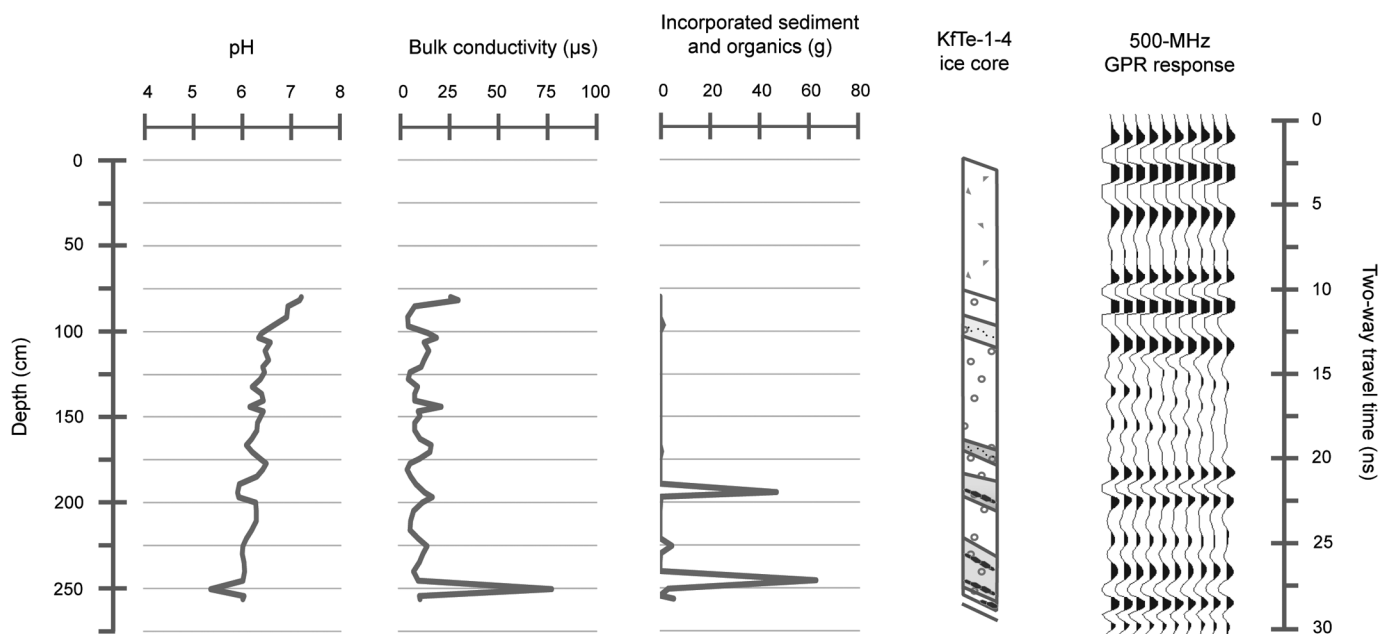 pH
4 5 6 7 8
Bulk conductivity (µs)
0 25 50 75 100
Incorporated sediment
and organics (g)
0 20 40 60 80
KfTe-1-4
ice core
500-MHz
GPR response
Depth (cm)
0
50
100
150
200
250
Two-way travel time (ns)
0
5
10
15
20
25
30